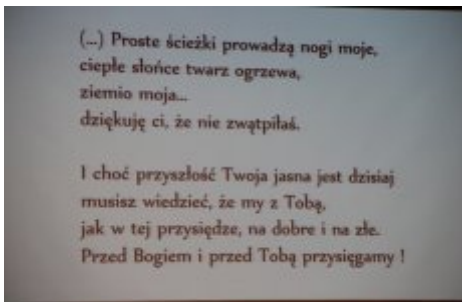 (...) Proste ścieżki prowadzą nogi moje,
ciepłe słońce twarz ogrzewa,
ziemio moja...
dziękuję ci, że nie zwątpiłaś.

I choć przyszłość Twoja jasna jest dzisiaj
musisz wiedzieć, że my z Tobą,
jak w tej przysiędze, na dobre i na złe.
Przed Bogiem i przed Tobą przysięgamy !